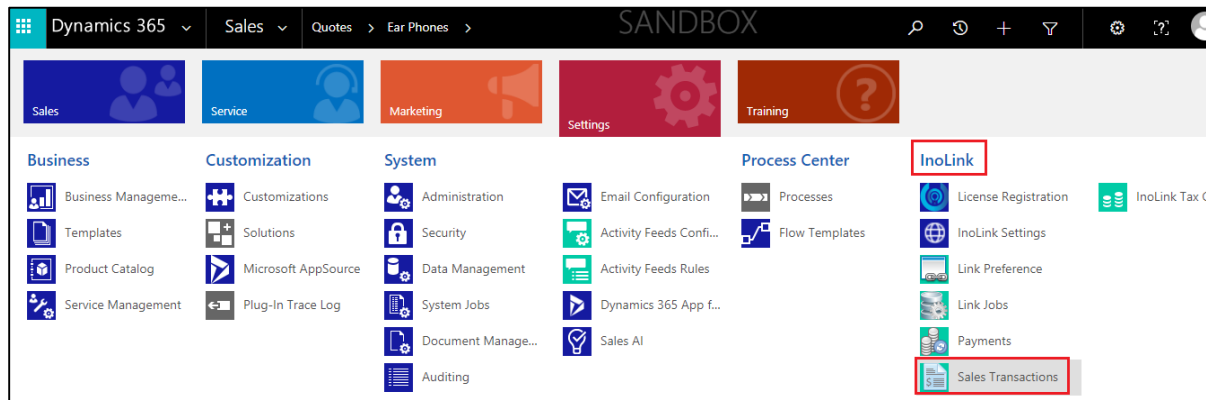 Dynamics 365 Sales Quotes > Ear Phones > SANDBOX
Sales Service Marketing Settings Training
Business Customization System Process Center InoLink
Business Manageme... Customizations Administration Email Configuration Processes License Registration InoLink Tax
Templates Solutions Security Activity Feeds Confi... Flow Templates InoLink Settings
Product Catalog Microsoft AppSource Data Management Activity Feeds Rules Link Preference
Service Management Plug-In Trace Log System Jobs Dynamics 365 App f... Link Jobs
Document Manage... Sales AI Payments
Auditing Sales Transactions